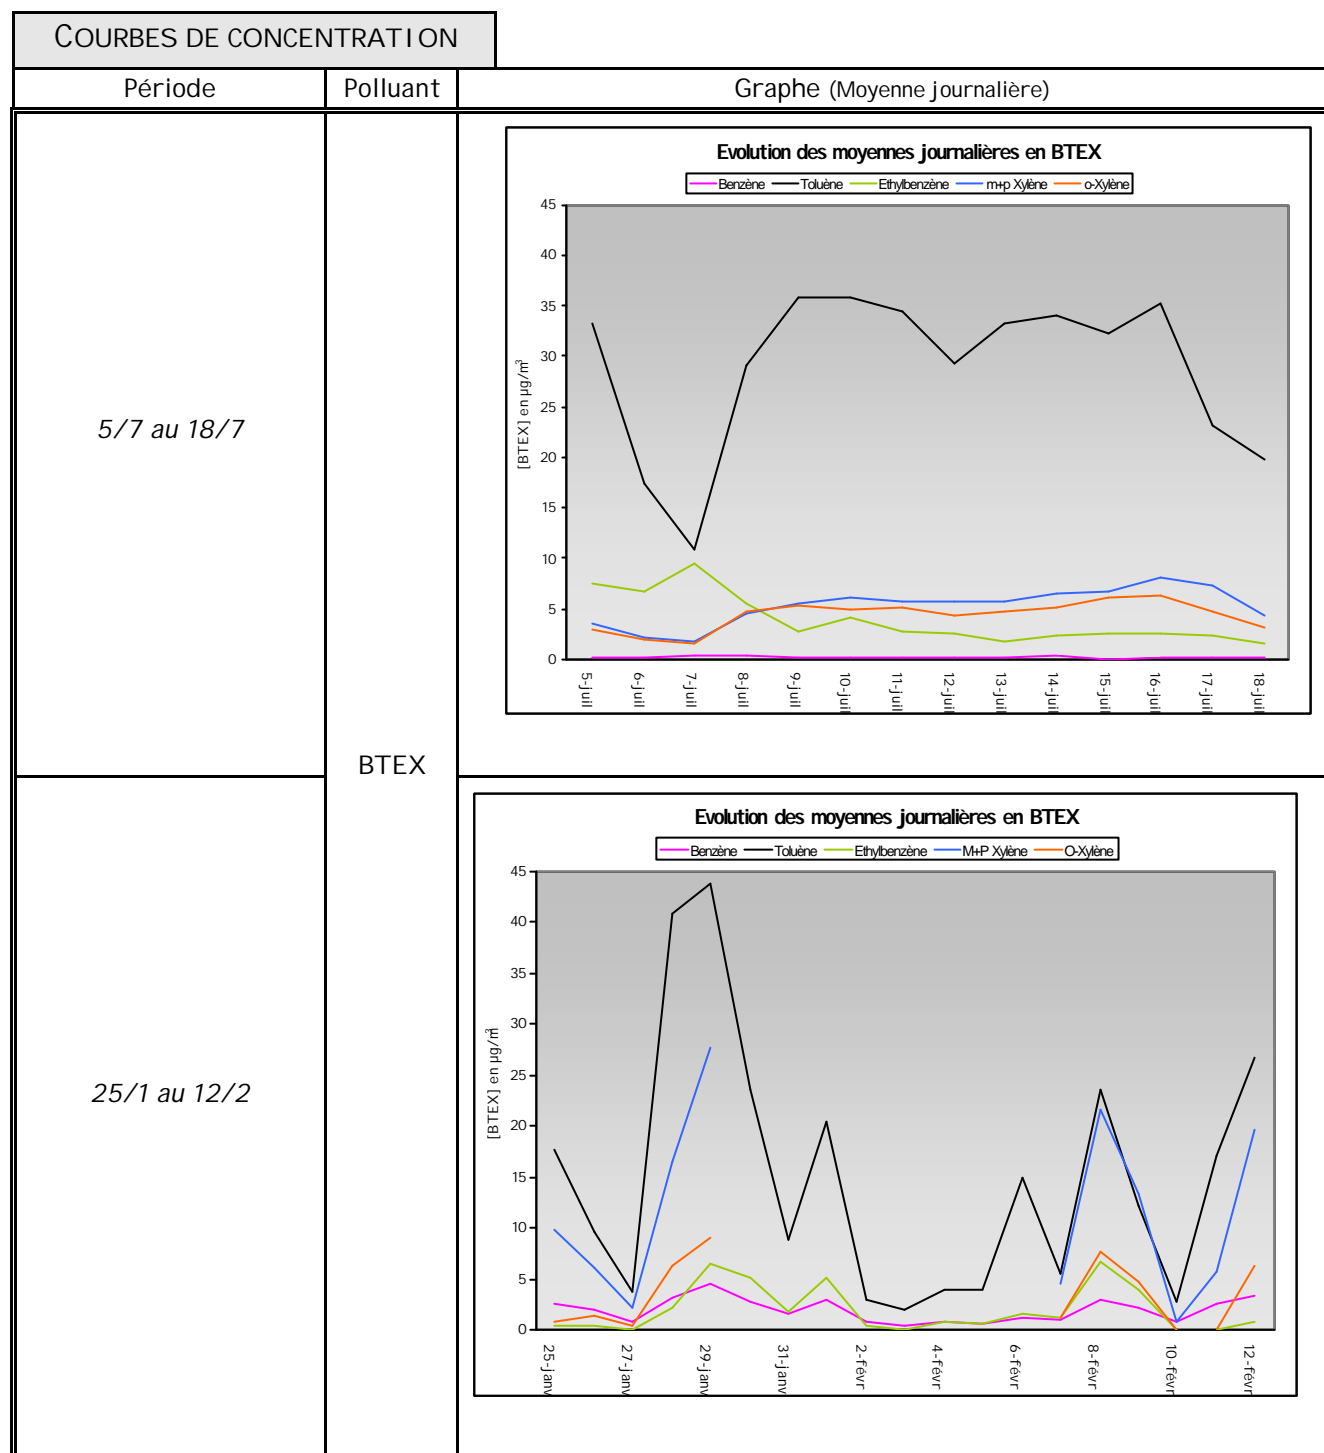 COURBES DE CONCENTRATION
Période Polluant Graphe (Moyenne journalière)
5/7 au 18/7
BTEX
Evolution des moyennes journalières en BTEX
Benzène Toluène Ethylbenzène m+p Xylène o-Xylène
[BTEX] en µg/m³
45
40
35
30
25
20
15
10
5
0
5-juil 6-juil 7-juil 8-juil 9-juil 10-juil 11-juil 12-juil 13-juil 14-juil 15-juil 16-juil 17-juil 18-juil
25/1 au 12/2
Evolution des moyennes journalières en BTEX
Benzène Toluène Ethylbenzène M+P Xylène O-Xylène
[BTEX] en µg/m³
45
40
35
30
25
20
15
10
5
0
25-janv 27-janv 29-janv 31-janv 2-févr 4-févr 6-févr 8-févr 10-févr 12-févr